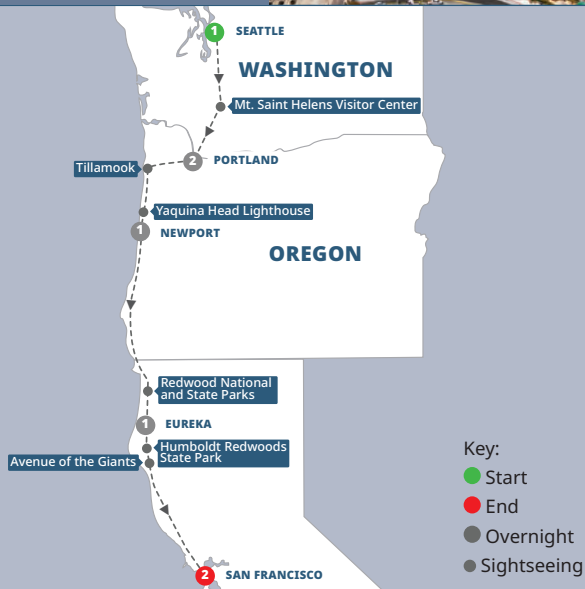 1 SEATTLE
WASHINGTON
Mt. Saint Helens Visitor Center
2 PORTLAND
Tillamook
Yaquina Head Lighthouse
1 NEWPORT
OREGON
Redwood National
and State Parks
1 EUREKA
Humboldt Redwoods
State Park
Avenue of the Giants
2 SAN FRANCISCO
Key:
Start
End
Overnight
Sightseeing